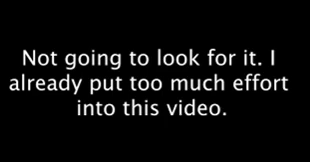 Not going to look for it. I
already put too much effort
into this video.